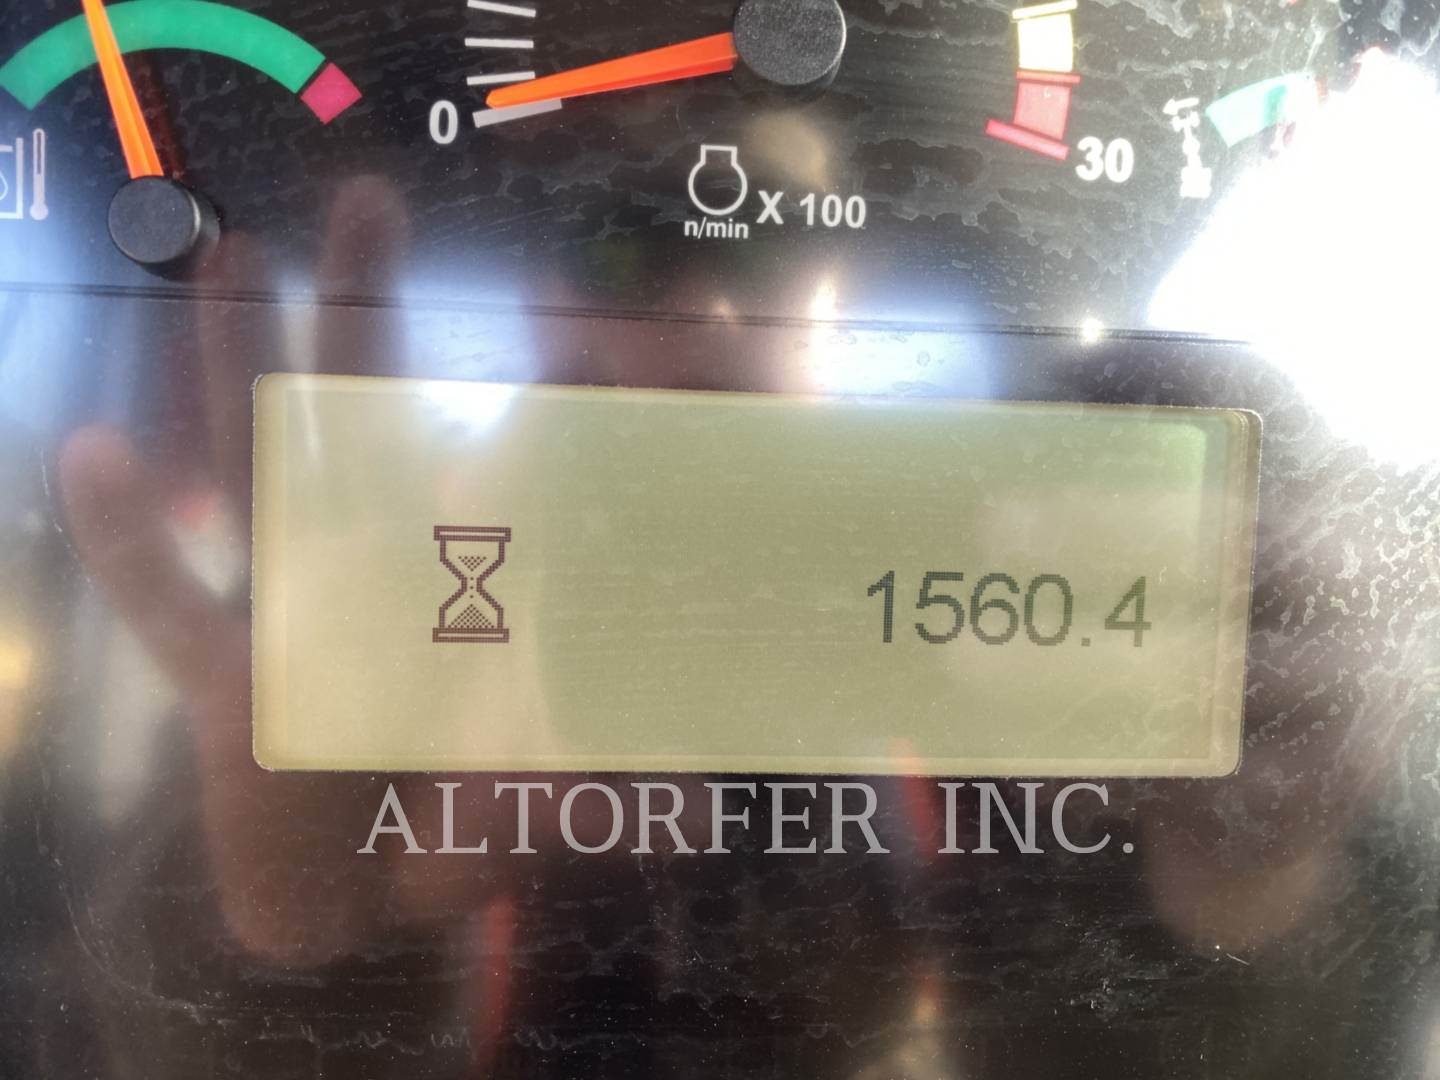 0
30
n/min X 100
1560.4
ALTORFER INC.